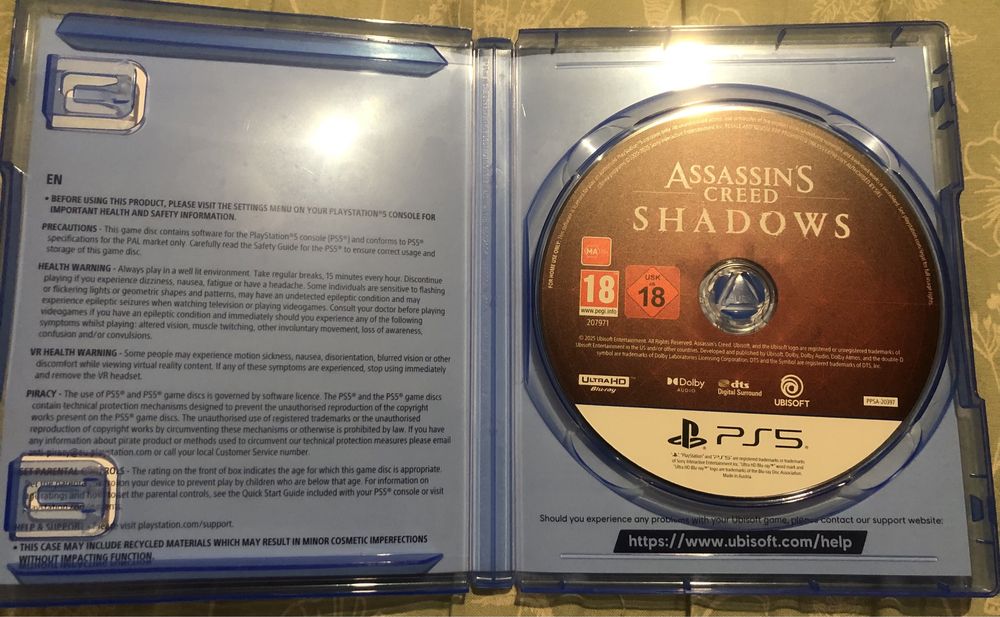 EN
• BEFORE USING THIS PRODUCT, PLEASE VISIT THE SETTINGS MENU ON YOUR PLAYSTATION®5 CONSOLE FOR
IMPORTANT HEALTH AND SAFETY INFORMATION.
PRECAUTIONS - This game disc contains software for the PlayStation®5 console (PS5®) and conforms to PS5®
specifications for the PAL market only. Carefully read the Safety Guide for the PS5® to ensure correct usage and
storage of this game disc.
HEALTH WARNING - Always play in a well lit environment. Take regular breaks, 15 minutes every hour. Discontinue
playing if you experience dizziness, nausea, fatigue or have a headache. Some individuals are sensitive to flashing
or flickering lights or geometric shapes and patterns, may have an undetected epileptic condition and may
experience epileptic seizures when watching television or playing videogames. Consult your doctor before playing
videogames if you have an epileptic condition and immediately should you experience any of the following
symptoms whilst playing: altered vision, muscle twitching, other involuntary movement, loss of awareness,
confusion and/or convulsions.
VR HEALTH WARNING - Some people may experience motion sickness, nausea, disorientation, blurred vision or other
discomfort while viewing virtual reality content. If any of these symptoms are experienced, stop using immediately
and remove the VR headset.
PIRACY - The use of PS5® and PS5® game discs is governed by software licence. The PS5® and the PS5® game discs
contain technical protection mechanisms designed to prevent the unauthorised reproduction of the copyright
works present on the PS5® game discs. The unauthorised use of registered trademarks or the unauthorised
reproduction of copyright works by circumventing these mechanisms or otherwise is prohibited by law. If you have
any information about pirate product or methods used to circumvent our technical protection measures please email
anti-piracy@eu.playstation.com or call your local Customer Service number.
SET PARENTAL CONTROLS - The rating on the front of box indicates the age for which this game disc is appropriate.
on your device to prevent play by children who are below that age. For information on
ratings and how to set the parental controls, see the Quick Start Guide included with your PS5® console or visit
HELP & SUPPORT - Please visit playstation.com/support.
• THIS CASE MAY INCLUDE RECYCLED MATERIALS WHICH MAY RESULT IN MINOR COSMETIC IMPERFECTIONS
WITHOUT IMPACTING FUNCTION.
ASSASSIN'S
CREED
SHADOWS
FOR HOME USE ONLY
MA
18
www.pegi.info
USK
ab
18
207971
© 2025 Ubisoft Entertainment. All Rights Reserved. Assassin's Creed, Ubisoft, and the Ubisoft logo are registered or unregistered trademarks of
Ubisoft Entertainment in the US and/or other countries. Developed and published by Ubisoft. Dolby, Dolby Audio, Dolby Atmos, and the double-D
symbol are trademarks of Dolby Laboratories Licensing Corporation. DTS and the Symbol are registered trademarks of DTS, Inc.
ULTRA HD
Blu-ray
Dolby
AUDIO
dts
Digital Surround
UBISOFT
PPSA-20397
PS5
"PlayStation" and "PS5" are registered trademarks or trademarks
of Sony Interactive Entertainment Inc. "Ultra HD Blu-ray™" word mark and
"Ultra HD Blu-ray™" logo are trademarks of the Blu-ray Disc Association.
Made in Austria
Should you experience any problems with your Ubisoft game, please contact our support website:
https://www.ubisoft.com/help